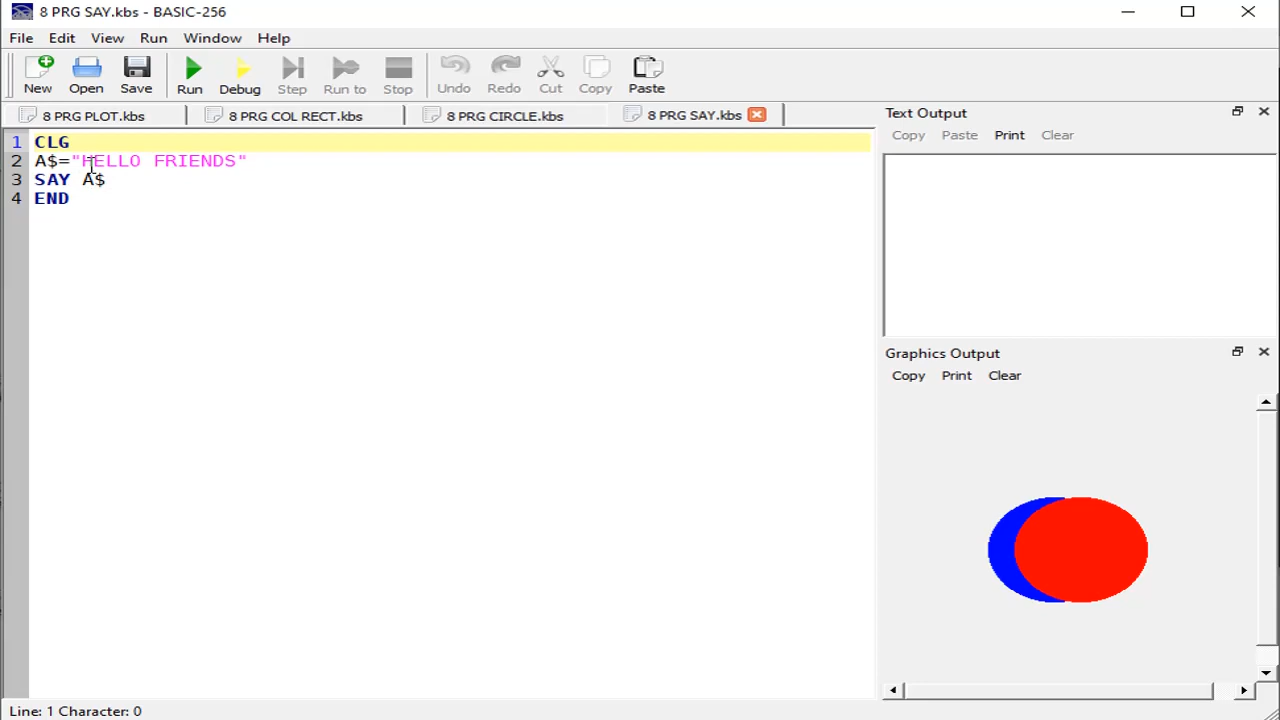 8 PRG SAY.kbs - BASIC-256
File Edit View Run Window Help
New Open Save Run Debug Step Run to Stop Undo Redo Cut Copy Paste
8 PRG PLOT.kbs 8 PRG COL RECT.kbs 8 PRG CIRCLE.kbs 8 PRG SAY.kbs
1 CLG
2 A$="HELLO FRIENDS"
3 SAY A$
4 END
Text Output
Copy Paste Print Clear
Graphics Output
Copy Print Clear
Line: 1 Character: 0